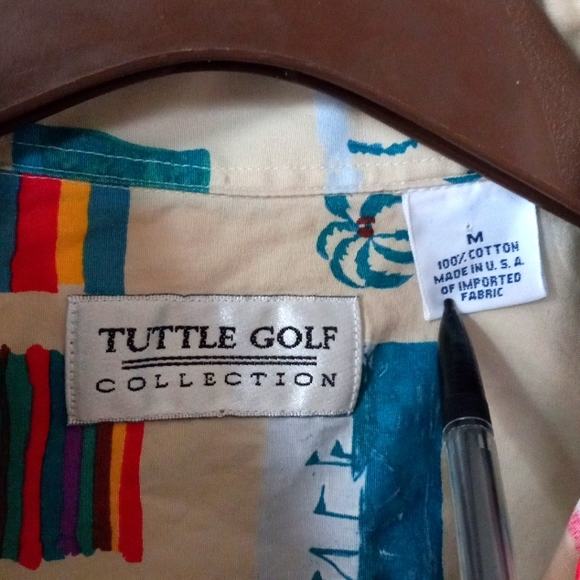 M
100% COTTON
MADE IN U.S.A.
OF IMPORTED
FABRIC
TUTTLE GOLF
COLLECTION